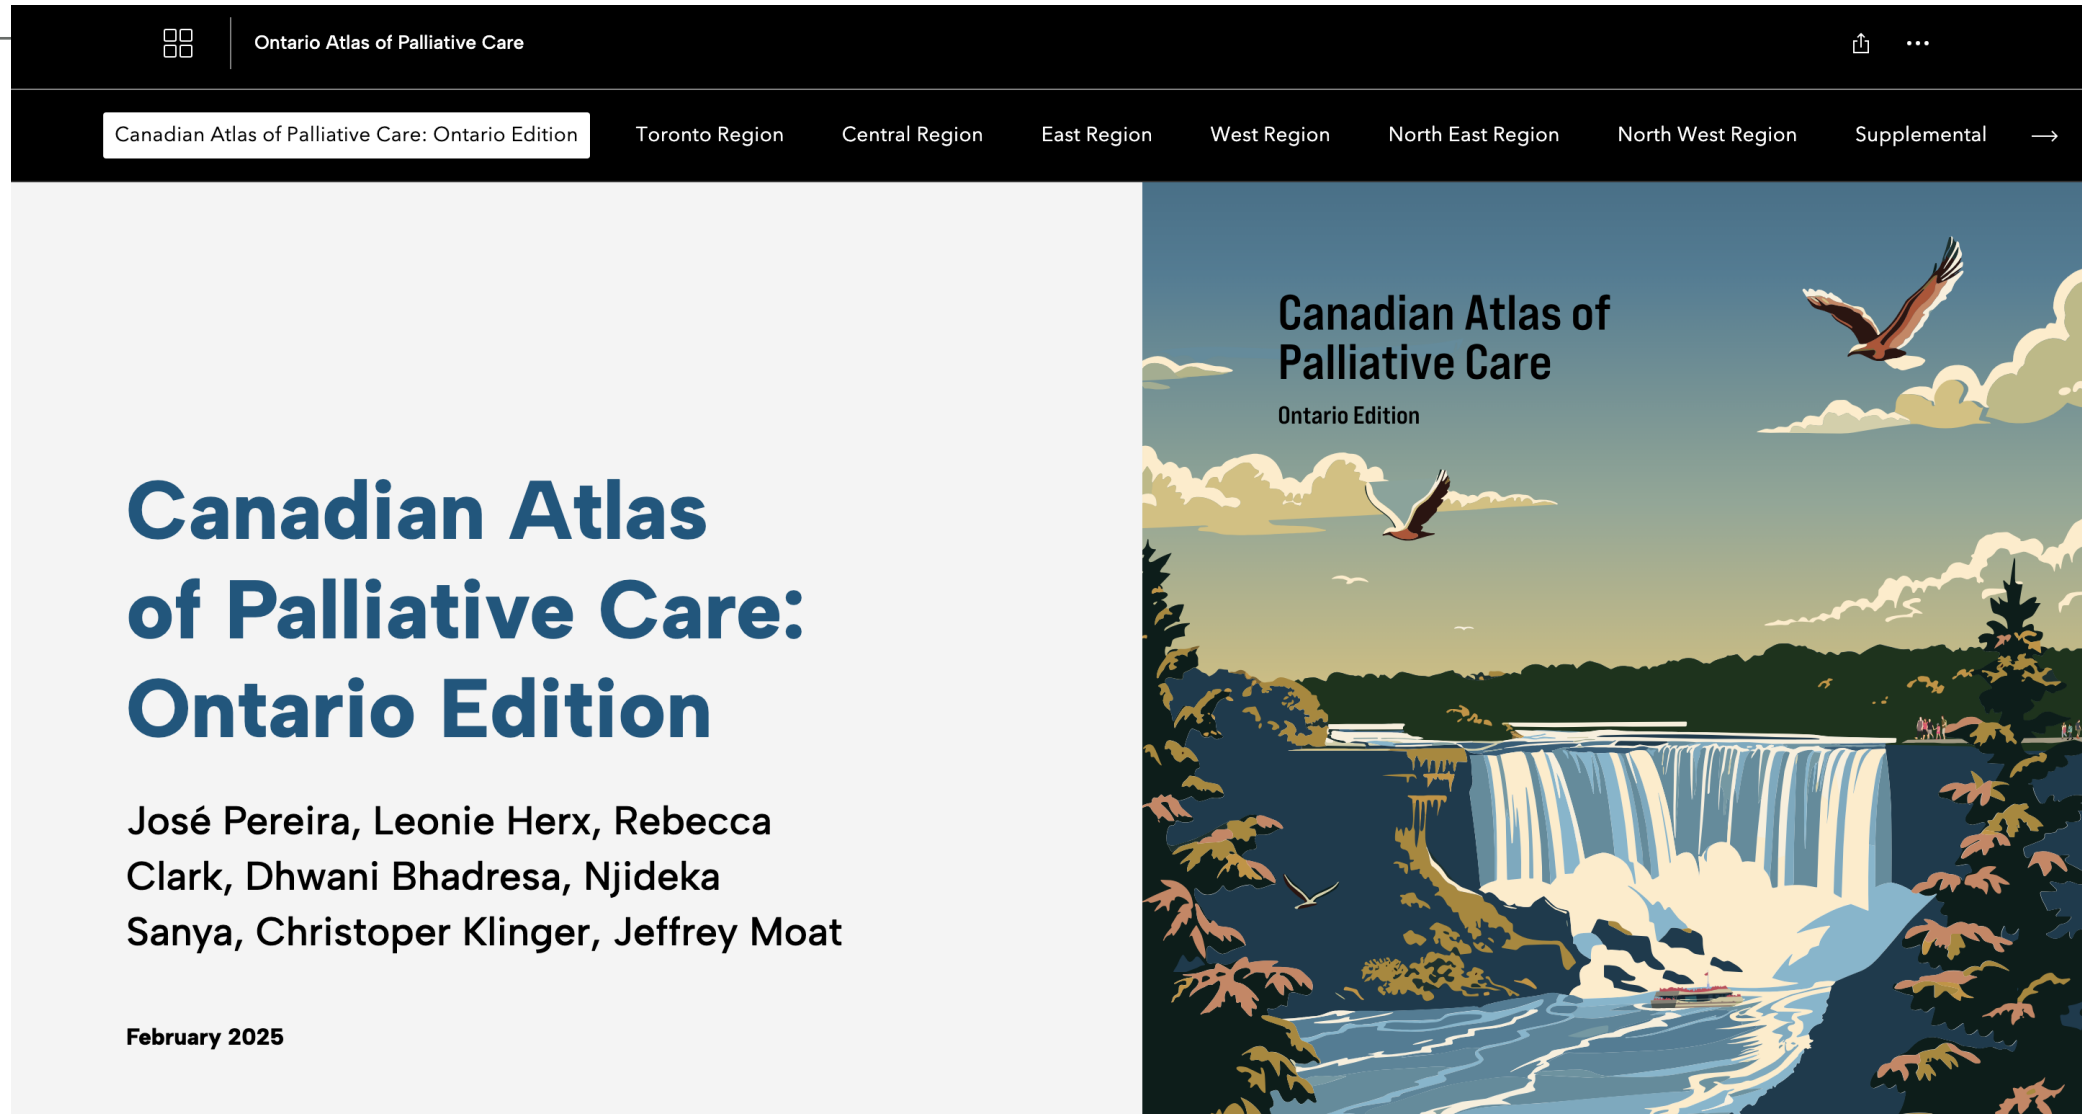 Ontario Atlas of Palliative Care
Canadian Atlas of Palliative Care: Ontario Edition
Toronto Region
Central Region
East Region
West Region
North East Region
North West Region
Supplemental
Canadian Atlas
of Palliative Care:
Ontario Edition
José Pereira, Leonie Herx, Rebecca
Clark, Dhwani Bhadresa, Njideka
Sanya, Christoper Klinger, Jeffrey Moat
February 2025
Canadian Atlas of
Palliative Care
Ontario Edition